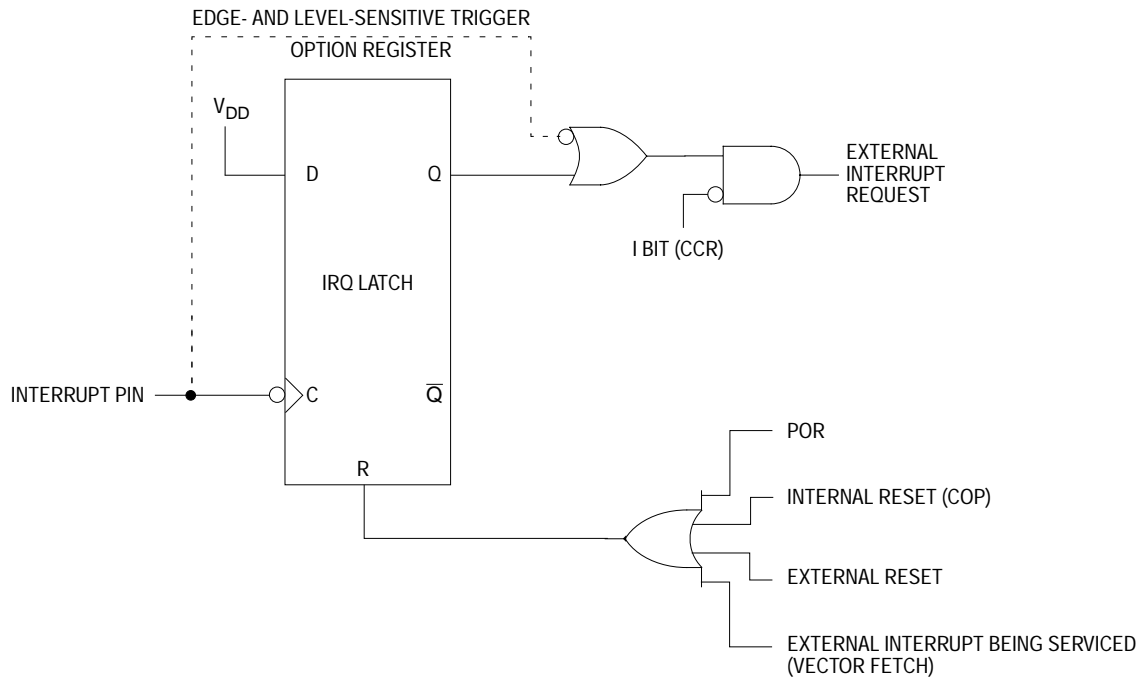 EDGE- AND LEVEL-SENSITIVE TRIGGER
OPTION REGISTER
VDD
D
Q
EXTERNAL
INTERRUPT
REQUEST
I BIT (CCR)
IRQ LATCH
INTERRUPT PIN
C
Q̅
R
POR
INTERNAL RESET (COP)
EXTERNAL RESET
EXTERNAL INTERRUPT BEING SERVICED
(VECTOR FETCH)